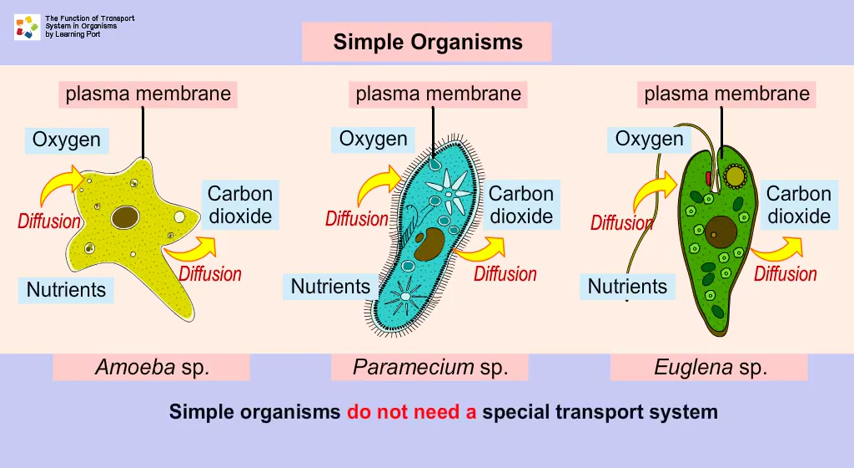 The Function of Transport
System in Organisms
by Learning Port
Simple Organisms
plasma membrane
Oxygen
Diffusion
Carbon
dioxide
Diffusion
Nutrients
Amoeba sp.
plasma membrane
Oxygen
Diffusion
Carbon
dioxide
Diffusion
Nutrients
Paramecium sp.
plasma membrane
Oxygen
Diffusion
Carbon
dioxide
Diffusion
Nutrients
Euglena sp.
Simple organisms do not need a special transport system